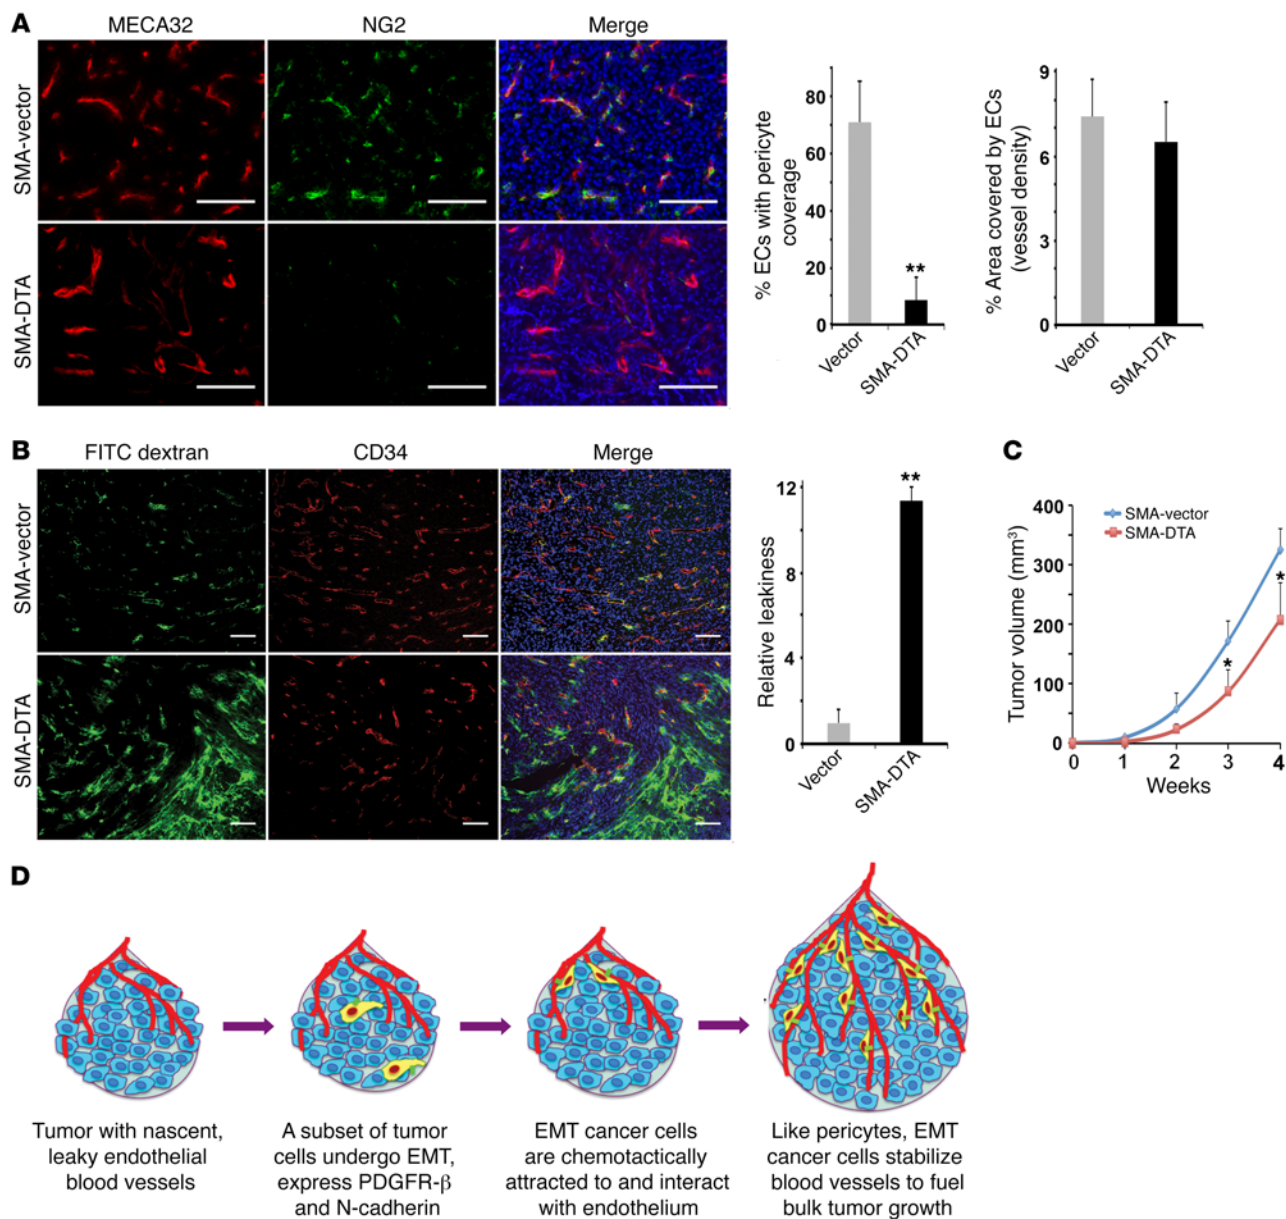 A
MECA32
NG2
Merge
SMA-vector
SMA-DTA
% ECs with pericyte
coverage
80
60
40
20
0
**
Vector
SMA-DTA
% Area covered by ECs
(vessel density)
9
6
3
0
Vector
SMA-DTA
B
FITC dextran
CD34
Merge
SMA-vector
SMA-DTA
Relative leakiness
12
8
4
0
**
Vector
SMA-DTA
C
Tumor volume (mm³)
400
300
200
100
0
SMA-vector
SMA-DTA
*
*
0 1 2 3 4
Weeks
D
Tumor with nascent,
leaky endothelial
blood vessels
A subset of tumor
cells undergo EMT,
express PDGFR-β
and N-cadherin
EMT cancer cells
are chemotactically
attracted to and interact
with endothelium
Like pericytes, EMT
cancer cells stabilize
blood vessels to fuel
bulk tumor growth